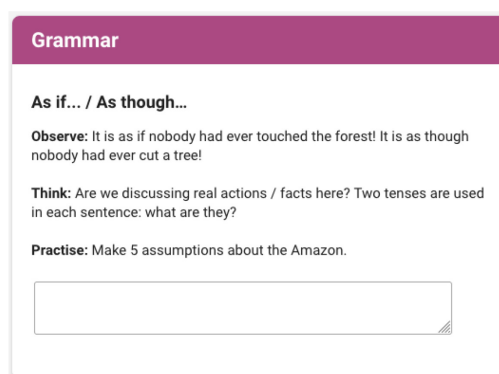 Grammar
As if... / As though...
Observe: It is as if nobody had ever touched the forest! It is as though
nobody had ever cut a tree!
Think: Are we discussing real actions / facts here? Two tenses are used
in each sentence: what are they?
Practise: Make 5 assumptions about the Amazon.